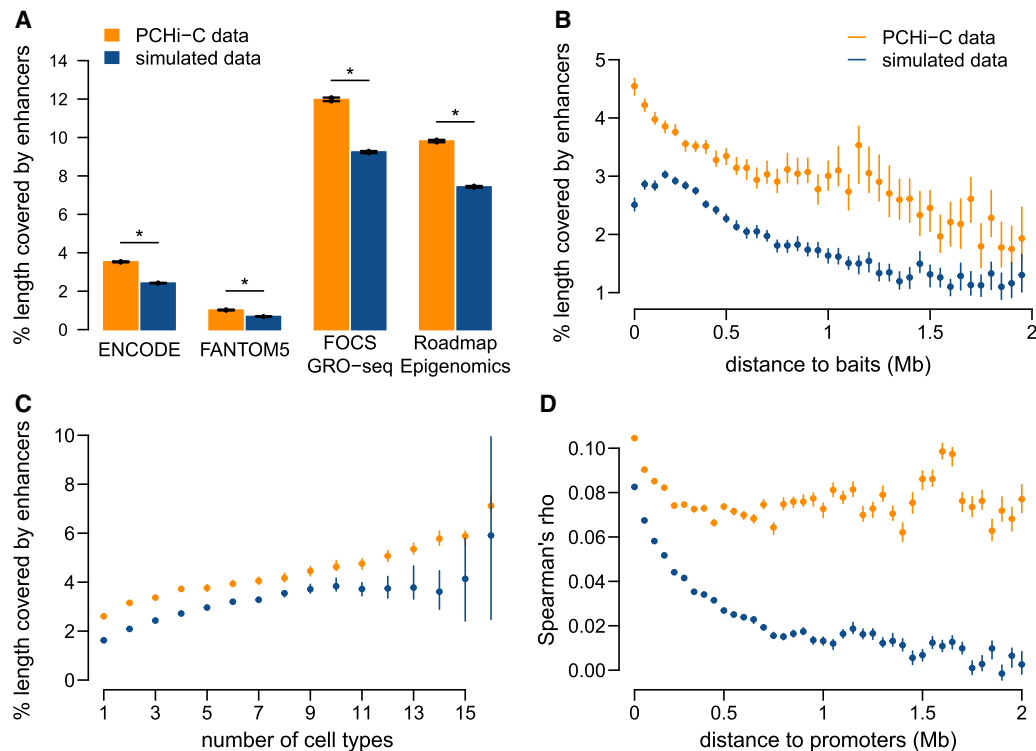 A
PCHi−C data
simulated data
% length covered by enhancers
14
12
10
8
6
4
2
0
*
*
*
*
ENCODE
FANTOM5
FOCS
GRO−seq
Roadmap
Epigenomics
B
PCHi−C data
simulated data
% length covered by enhancers
5
4
3
2
1
0
0.5
1
1.5
2
distance to baits (Mb)
C
% length covered by enhancers
10
8
6
4
2
0
1
3
5
7
9
11
13
15
number of cell types
D
Spearman's rho
0.10
0.08
0.06
0.04
0.02
0.00
0
0.5
1
1.5
2
distance to promoters (Mb)